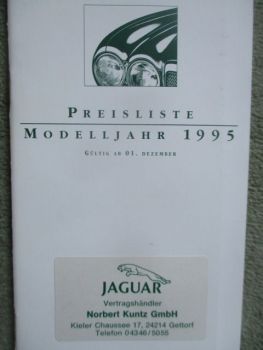 PREISLISTE
MODELLJAHR 1995
GÜLTIG AB 01. DEZEMBER
JAGUAR
Vertragshändler
Norbert Kuntz GmbH
Kieler Chaussee 17, 24214 Gettorf
Telefon 04346/5055